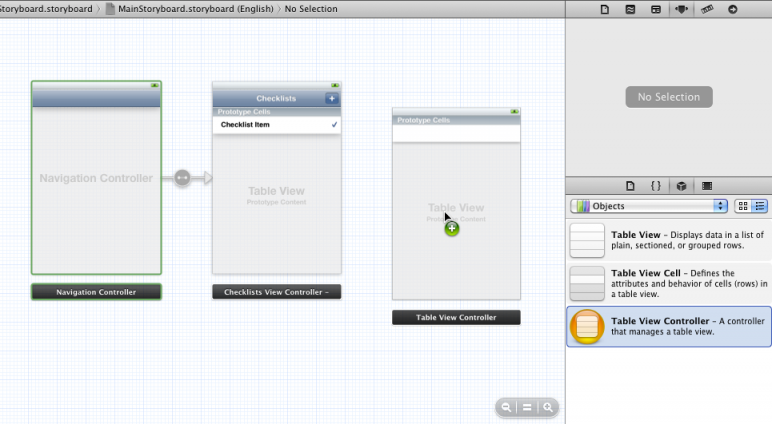 Storyboard.storyboard › MainStoryboard.storyboard (English) › No Selection
No Selection
Checklists +
Prototype Cells
Checklist Item ✓
Prototype Cells
Navigation Controller
Table View
Prototype Content
Table View
Prototype Content
Navigation Controller
Checklists View Controller –
Table View Controller
{}
Objects
Table View – Displays data in a list of
plain, sectioned, or grouped rows.
Table View Cell – Defines the
attributes and behavior of cells (rows) in
a table view.
Table View Controller – A controller
that manages a table view.